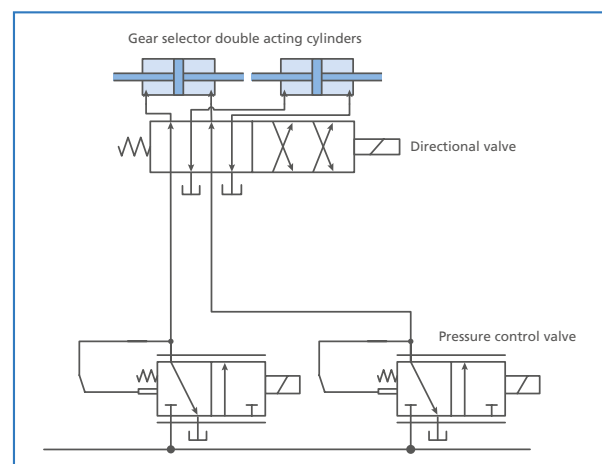 Gear selector double acting cylinders
Directional valve
Pressure control valve